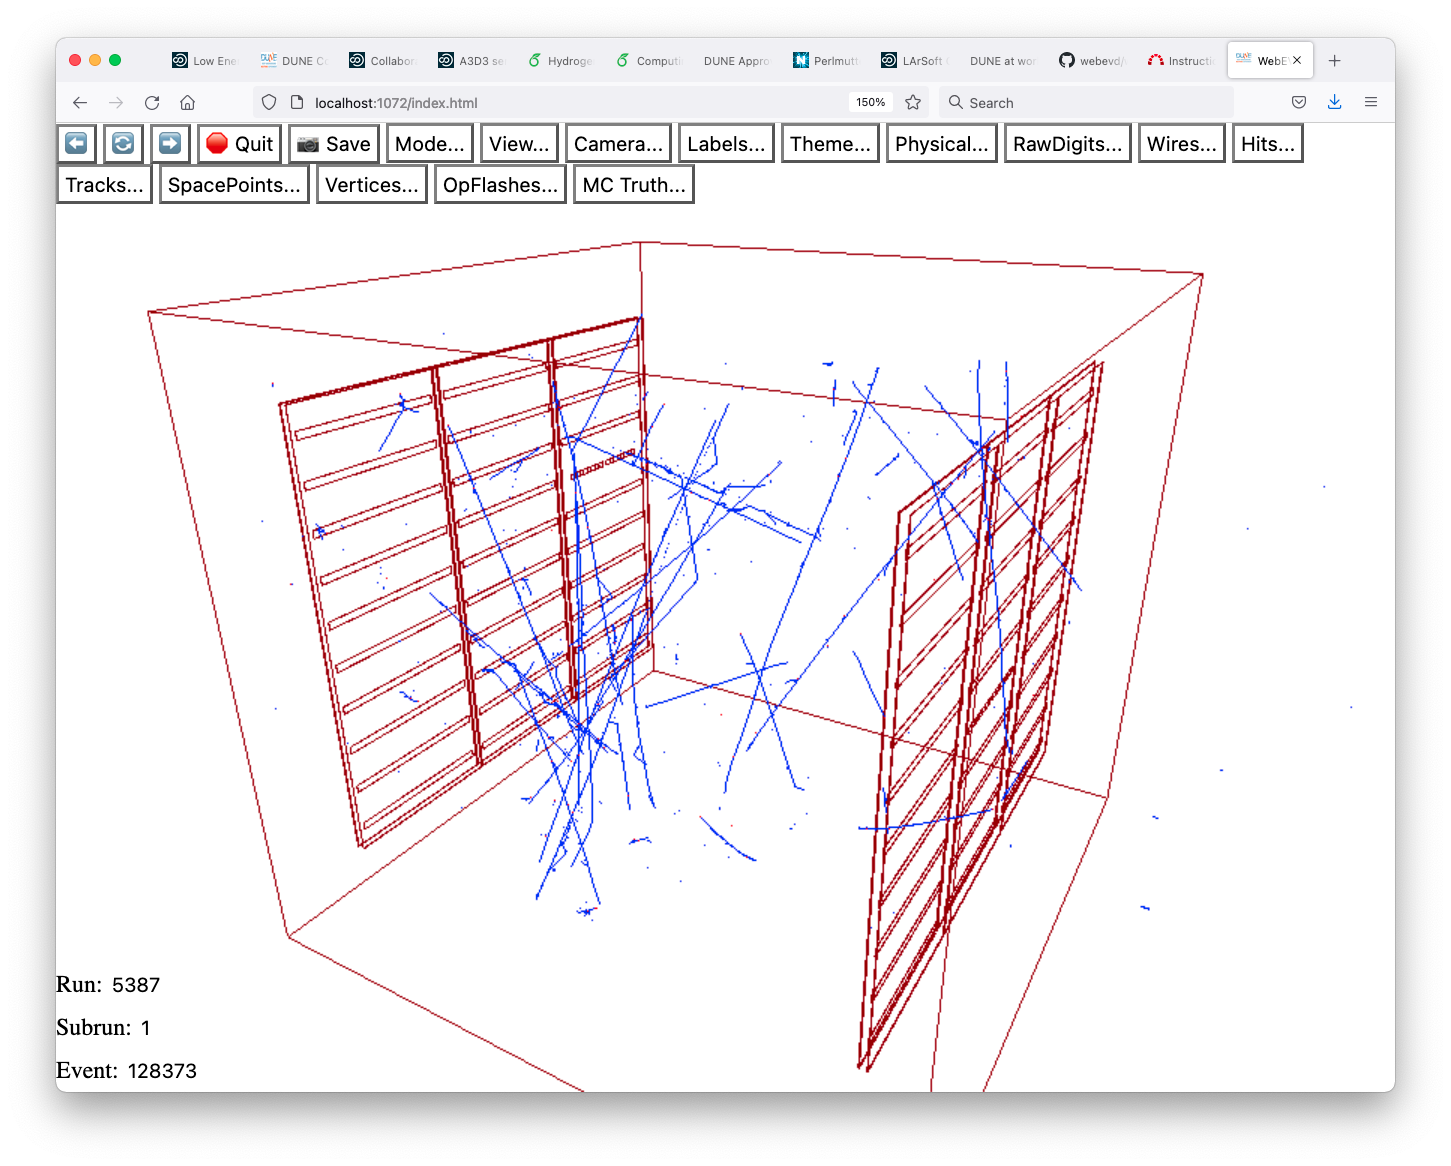 Low Ene DUNE Co Collabor A3D3 se Hydroge Computi DUNE Appro Perlmutt LArSoft DUNE at wor webevd/ Instructi WebE
localhost:1072/index.html 150% Search
Quit Save Mode... View... Camera... Labels... Theme... Physical... RawDigits... Wires... Hits...
Tracks... SpacePoints... Vertices... OpFlashes... MC Truth...
Run: 5387
Subrun: 1
Event: 128373